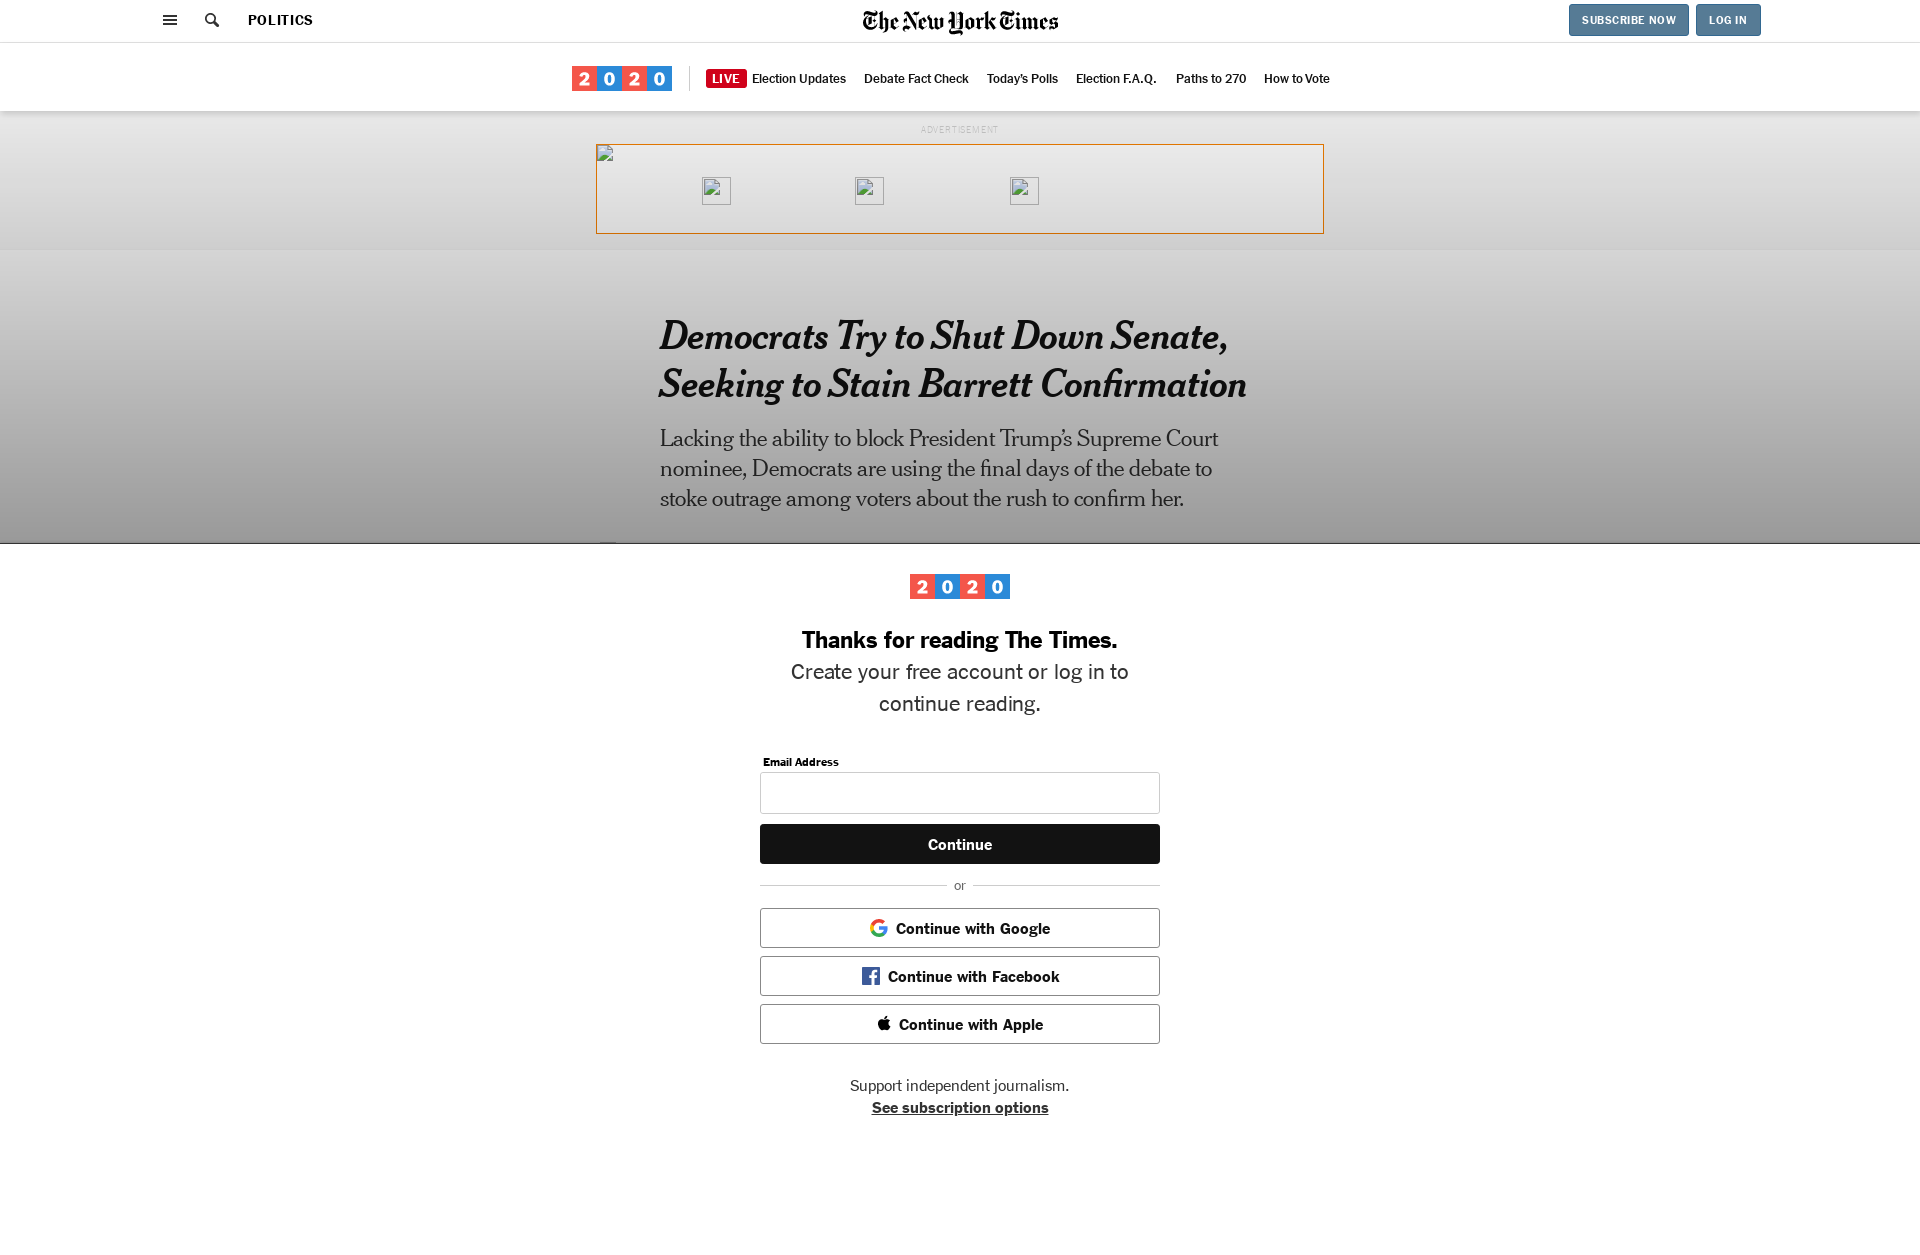 POLITICS
The New York Times
SUBSCRIBE NOW
LOG IN
2020
LIVE Election Updates
Debate Fact Check
Today's Polls
Election F.A.Q.
Paths to 270
How to Vote
ADVERTISEMENT
Democrats Try to Shut Down Senate,
Seeking to Stain Barrett Confirmation
Lacking the ability to block President Trump’s Supreme Court
nominee, Democrats are using the final days of the debate to
stoke outrage among voters about the rush to confirm her.
2020
Thanks for reading The Times.
Create your free account or log in to
continue reading.
Email Address
Continue
or
Continue with Google
Continue with Facebook
Continue with Apple
Support independent journalism.
See subscription options